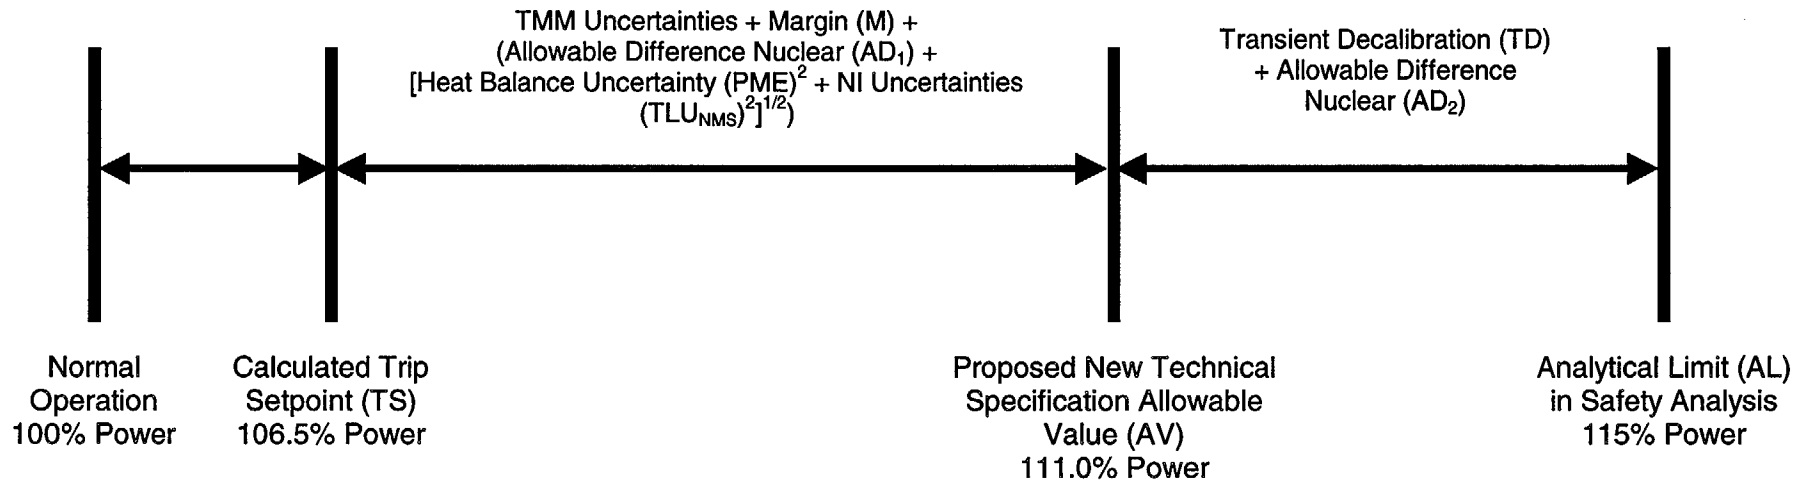 TMM Uncertainties + Margin (M) +
(Allowable Difference Nuclear (AD₁) +
[Heat Balance Uncertainty (PME)² + NI Uncertainties
(TLU_NMS)²]^1/2)
Transient Decalibration (TD)
+ Allowable Difference
Nuclear (AD₂)
Normal
Operation
100% Power
Calculated Trip
Setpoint (TS)
106.5% Power
Proposed New Technical
Specification Allowable
Value (AV)
111.0% Power
Analytical Limit (AL)
in Safety Analysis
115% Power